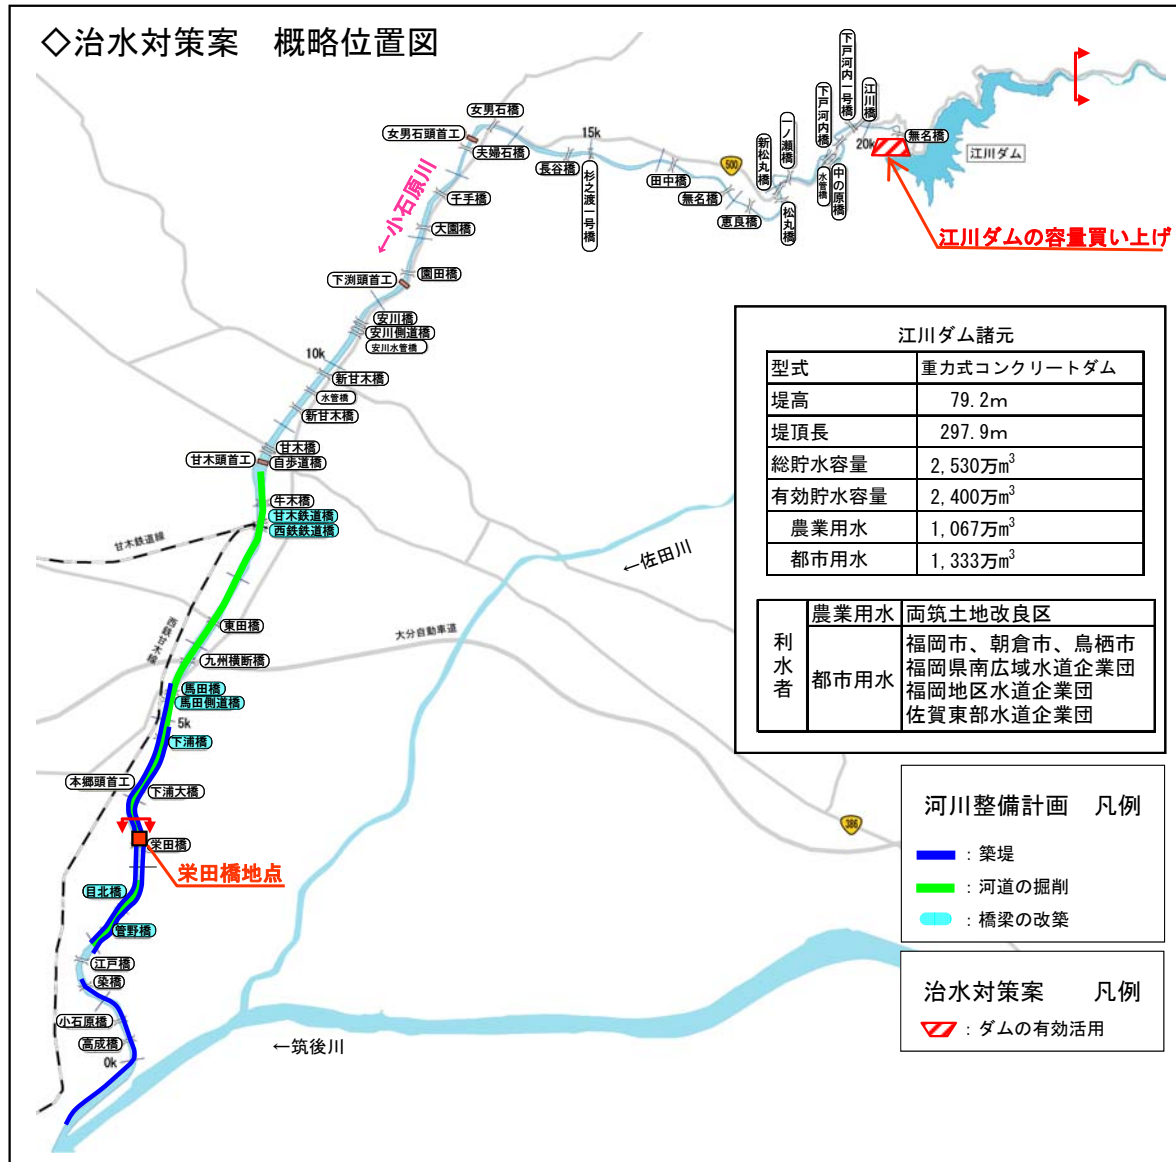 ◇治水対策案　概略位置図
女男石橋
女男石頭首工
夫婦石橋
15k
長谷橋
杉之渡一号橋
千手橋
大園橋
←小石原川
園田橋
下渕頭首工
田中橋
500
無名橋
恵良橋
新松丸橋
一ノ瀬橋
松丸橋
下戸河内橋
水管橋
中の原橋
下戸河内一号橋
江川橋
20k
無名橋
江川ダム
江川ダムの容量買い上げ
安川橋
安川側道橋
安川水管橋
10k
新甘木橋
水管橋
新甘木橋
甘木橋
甘木頭首工
自歩道橋
牛木橋
甘木鉄道橋
西鉄鉄道橋
甘木鉄道線
西鉄甘木線
←佐田川
東田橋
大分自動車道
九州横断橋
馬田橋
馬田側道橋
5k
下浦橋
本郷頭首工
下浦大橋
栄田橋
栄田橋地点
386
目北橋
菅野橋
江戸橋
染橋
小石原橋
高成橋
0k
←筑後川
江川ダム諸元
型式 重力式コンクリートダム
堤高 79.2m
堤頂長 297.9m
総貯水容量 2,530万m³
有効貯水容量 2,400万m³
農業用水 1,067万m³
都市用水 1,333万m³
利水者
農業用水 両筑土地改良区
都市用水 福岡市、朝倉市、鳥栖市
福岡県南広域水道企業団
福岡地区水道企業団
佐賀東部水道企業団
河川整備計画　凡例
：築堤
：河道の掘削
：橋梁の改築
治水対策案　凡例
：ダムの有効活用